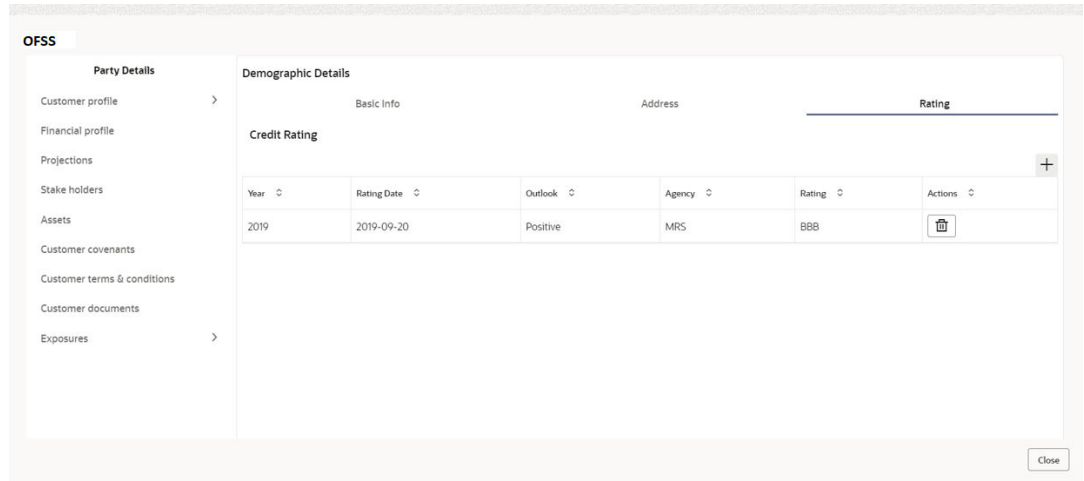 OFSS
Party Details
Customer profile
Financial profile
Projections
Stake holders
Assets
Customer covenants
Customer terms & conditions
Customer documents
Exposures
Demographic Details
Basic Info Address Rating
Credit Rating
Year Rating Date Outlook Agency Rating Actions
2019 2019-09-20 Positive MRS BBB
Close